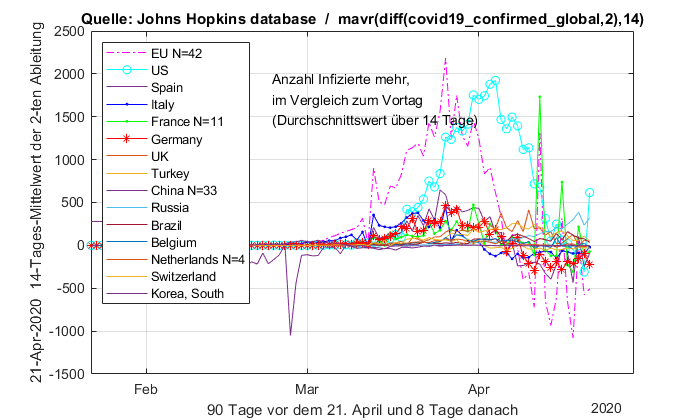 Quelle: Johns Hopkins database / mavr(diff(covid19_confirmed_global,2),14)
21-Apr-2020 14-Tages-Mittelwert der 2-ten Ableitung
2500
2000
1500
1000
500
0
-500
-1000
-1500
EU N=42
US
Spain
Italy
France N=11
Germany
UK
Turkey
China N=33
Russia
Brazil
Belgium
Netherlands N=4
Switzerland
Korea, South
Anzahl Infizierte mehr,
im Vergleich zum Vortag
(Durchschnittswert über 14 Tage)
Feb Mar Apr
90 Tage vor dem 21. April und 8 Tage danach
2020